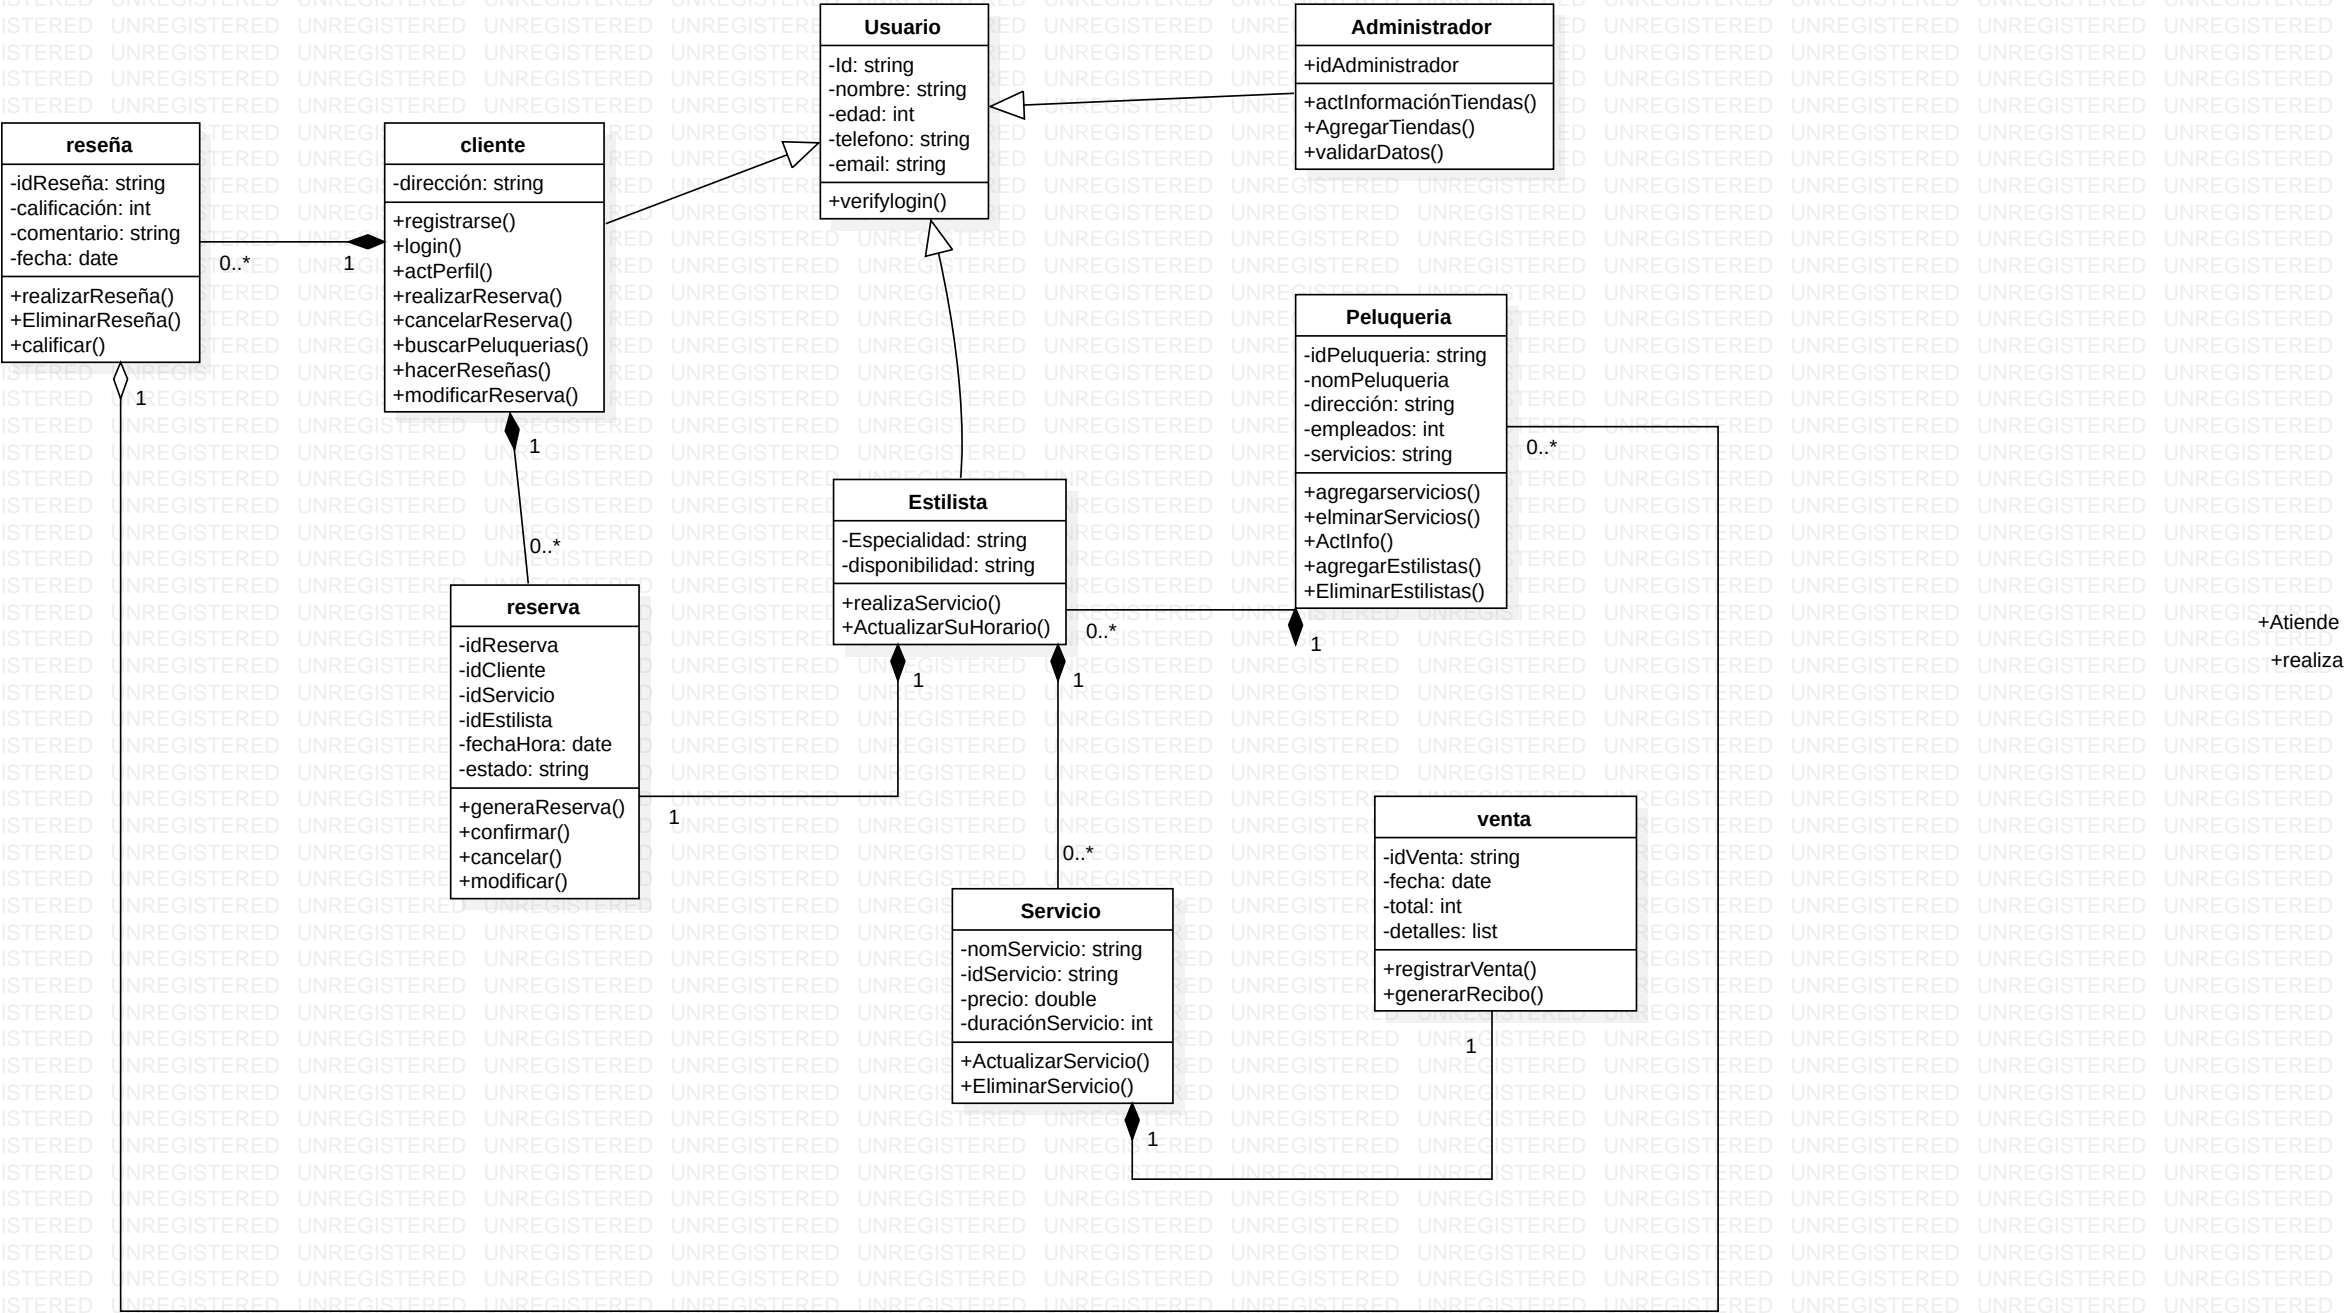 Usuario
-Id: string
-nombre: string
-edad: int
-telefono: string
-email: string
+verifylogin()
Administrador
+idAdministrador
+actInformaciónTiendas()
+AgregarTiendas()
+validarDatos()
reseña
-idReseña: string
-calificación: int
-comentario: string
-fecha: date
+realizarReseña()
+EliminarReseña()
+calificar()
0..*
1
1
cliente
-dirección: string
+registrarse()
+login()
+actPerfil()
+realizarReserva()
+cancelarReserva()
+buscarPeluquerias()
+hacerReseñas()
+modificarReserva()
1
0..*
Peluqueria
-idPeluqueria: string
-nomPeluqueria
-dirección: string
-empleados: int
-servicios: string
+agregarservicios()
+elminarServicios()
+ActInfo()
+agregarEstilistas()
+EliminarEstilistas()
0..*
1
Estilista
-Especialidad: string
-disponibilidad: string
+realizaServicio()
+ActualizarSuHorario()
0..*
1
1
+Atiende
+realiza
reserva
-idReserva
-idCliente
-idServicio
-idEstilista
-fechaHora: date
-estado: string
+generaReserva()
+confirmar()
+cancelar()
+modificar()
1
0..*
Servicio
-nomServicio: string
-idServicio: string
-precio: double
-duraciónServicio: int
+ActualizarServicio()
+EliminarServicio()
1
venta
-idVenta: string
-fecha: date
-total: int
-detalles: list
+registrarVenta()
+generarRecibo()
1
UNREGISTERED